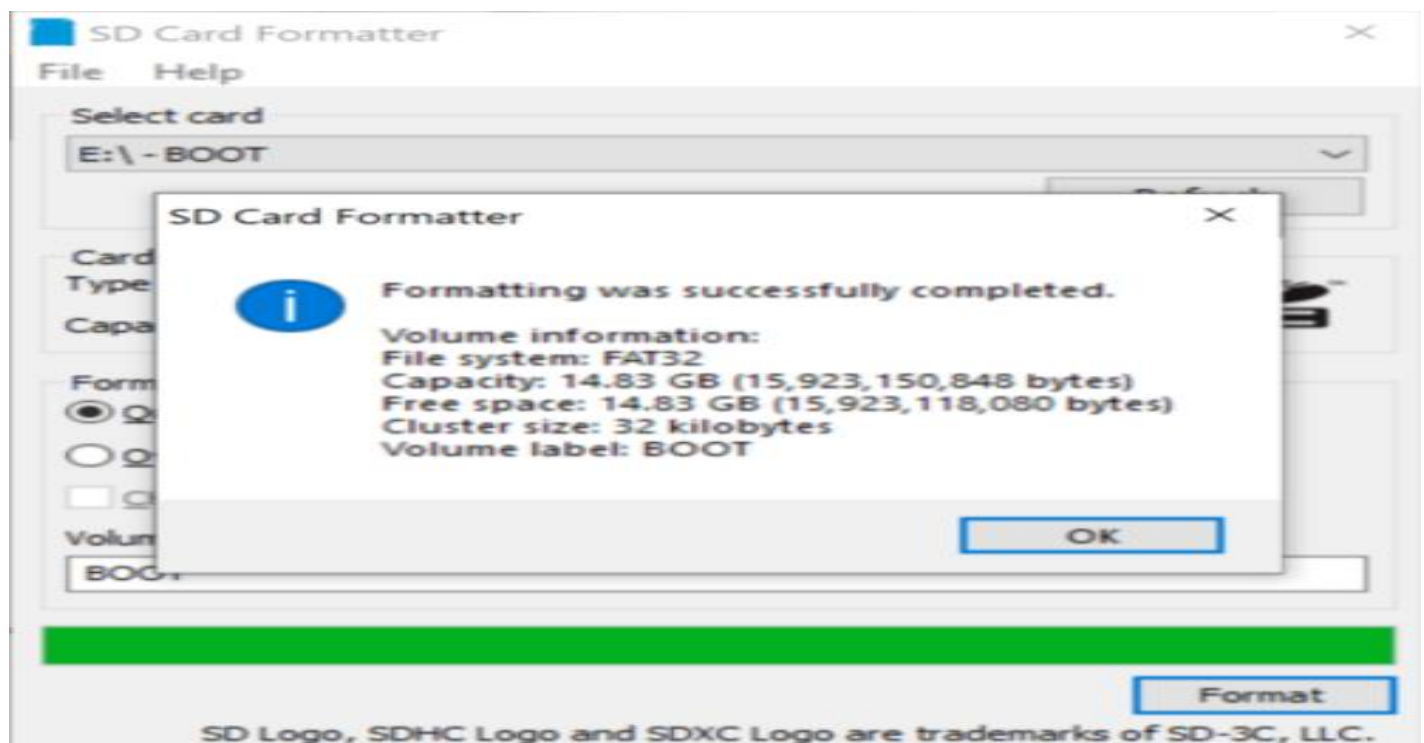 SD Card Formatter
File Help
Select card
E:\ - BOOT
SD Card Formatter
Card
Type
Capa
Formatting was successfully completed.
Volume information:
File system: FAT32
Capacity: 14.83 GB (15,923,150,848 bytes)
Free space: 14.83 GB (15,923,118,080 bytes)
Cluster size: 32 kilobytes
Volume label: BOOT
Form
OK
Volum
BOOT
Format
SD Logo, SDHC Logo and SDXC Logo are trademarks of SD-3C, LLC.